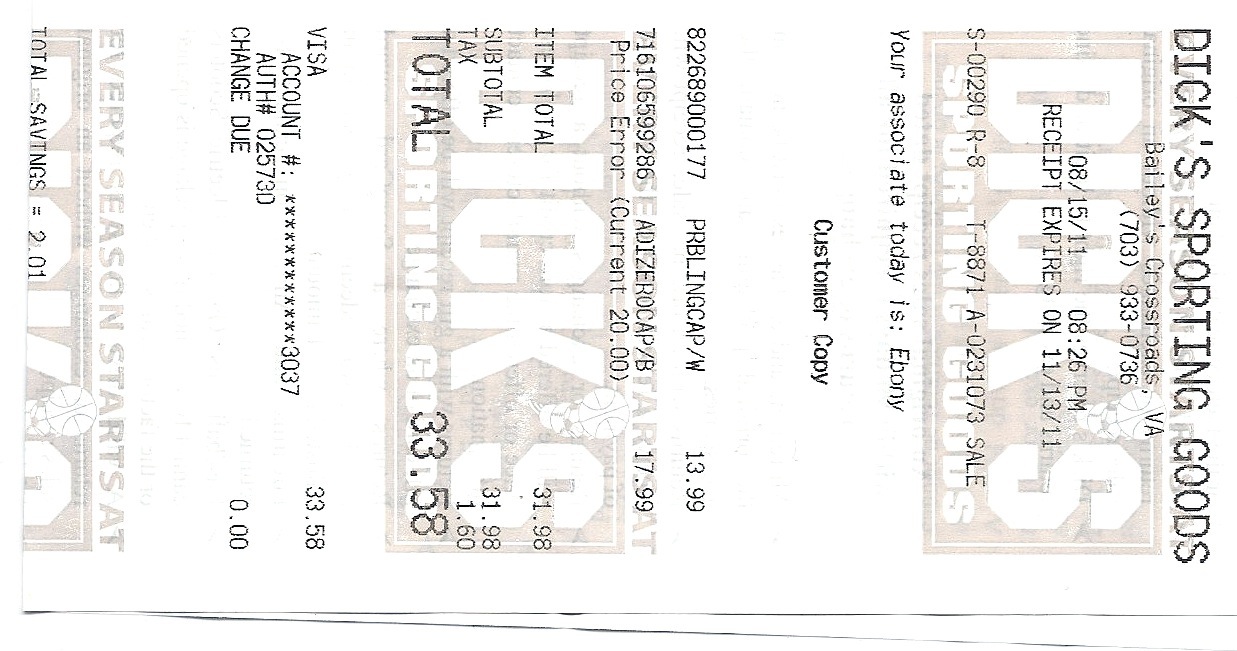 DICK'S SPORTING GOODS
Bailey's Crossroads, VA
(703) 933-0736
08/15/11 08:26 PM
RECEIPT EXPIRES ON 11/13/11
S-00290 R-8 T-8871 A-0231073 SALE
Your associate today is: Ebony
Customer Copy
822689000177 PRBLINGCAP/W 13.99
716106599286 ADIZEROCAP/B 17.99
Price Error (Current 20.00)
ITEM TOTAL 31.98
SUBTOTAL 31.98
TAX 1.60
TOTAL 33.58
VISA 33.58
ACCOUNT #: ************3037
AUTH# 02573D
CHANGE DUE 0.00
EVERY SEASON STARTS AT
TOTAL SAVINGS = 2.01
DICK'S
SPORTING GOODS